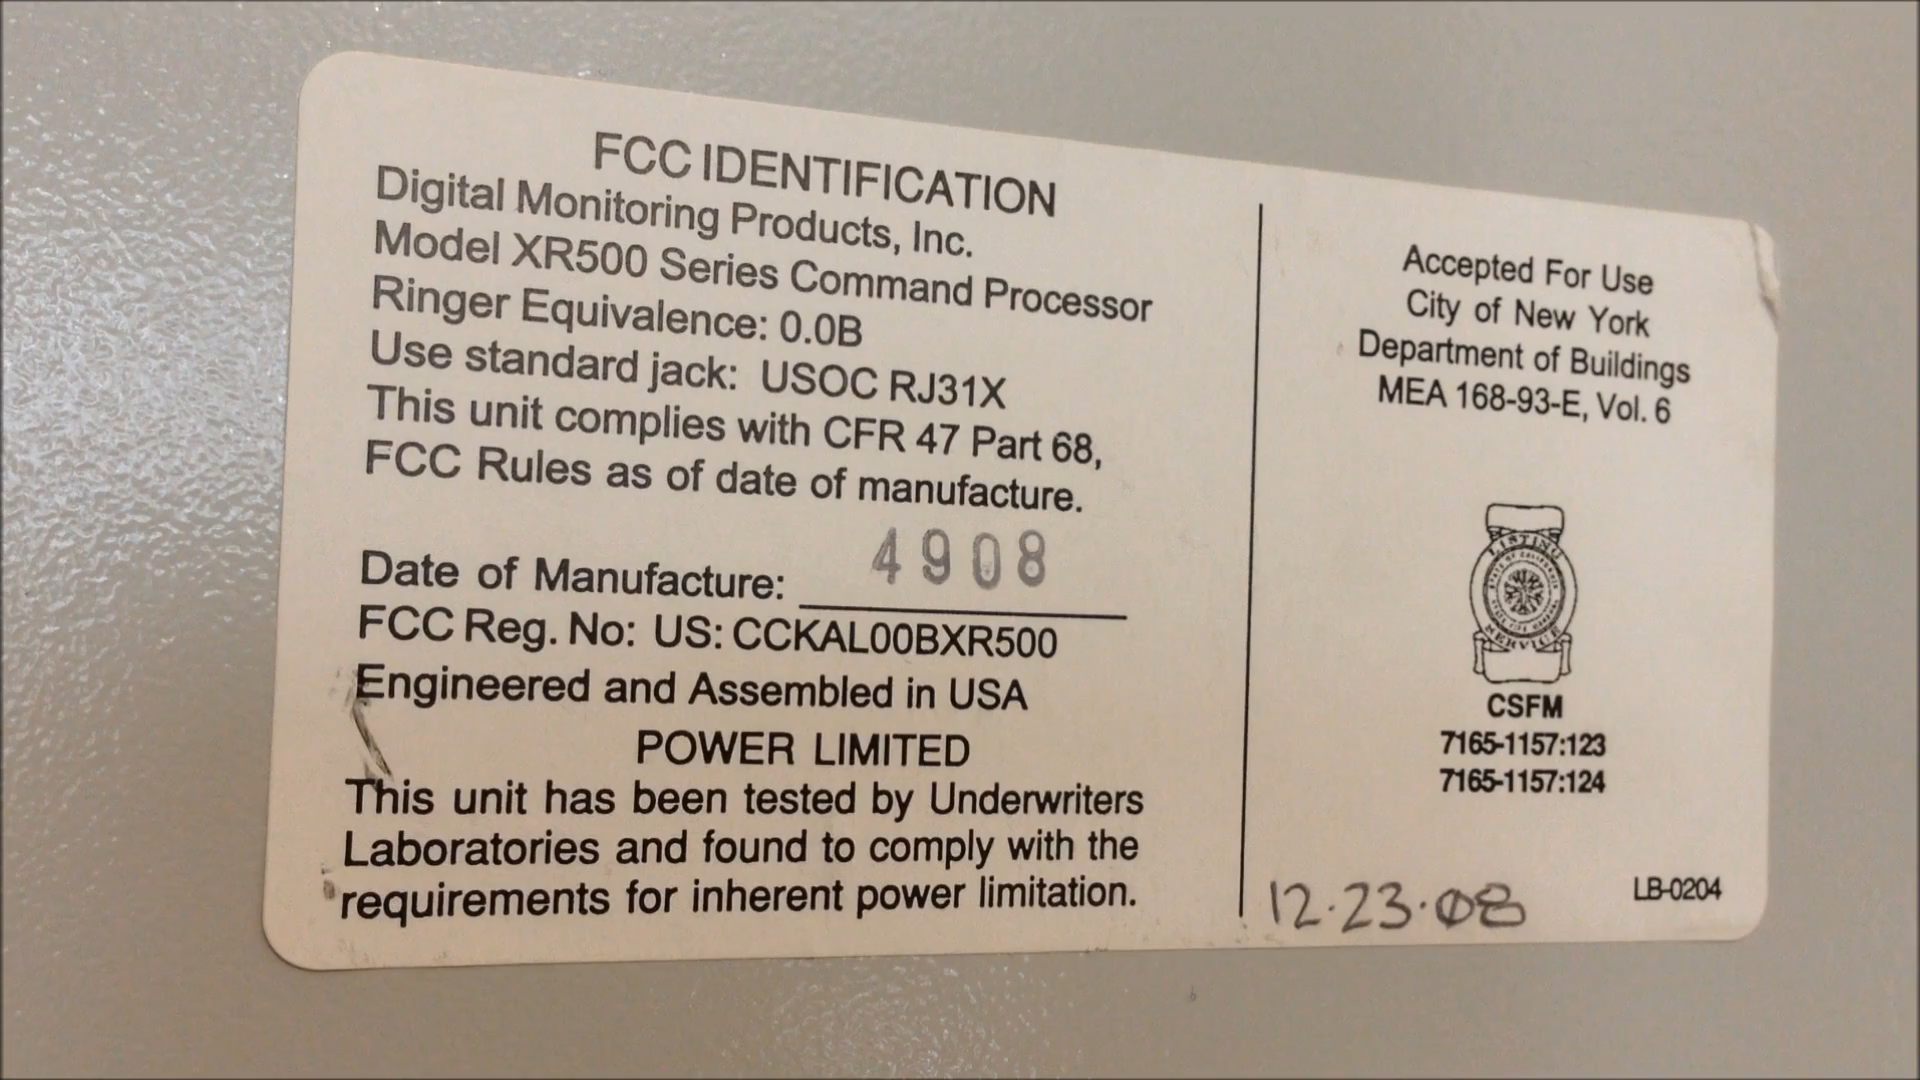 FCC IDENTIFICATION
Digital Monitoring Products, Inc.
Model XR500 Series Command Processor
Ringer Equivalence: 0.0B
Use standard jack: USOC RJ31X
This unit complies with CFR 47 Part 68,
FCC Rules as of date of manufacture.
Date of Manufacture: 4908
FCC Reg. No: US: CCKAL00BXR500
Engineered and Assembled in USA
POWER LIMITED
This unit has been tested by Underwriters
Laboratories and found to comply with the
requirements for inherent power limitation.
Accepted For Use
City of New York
Department of Buildings
MEA 168-93-E, Vol. 6
LISTING
SERVICE
CSFM
7165-1157:123
7165-1157:124
12.23.08
LB-0204